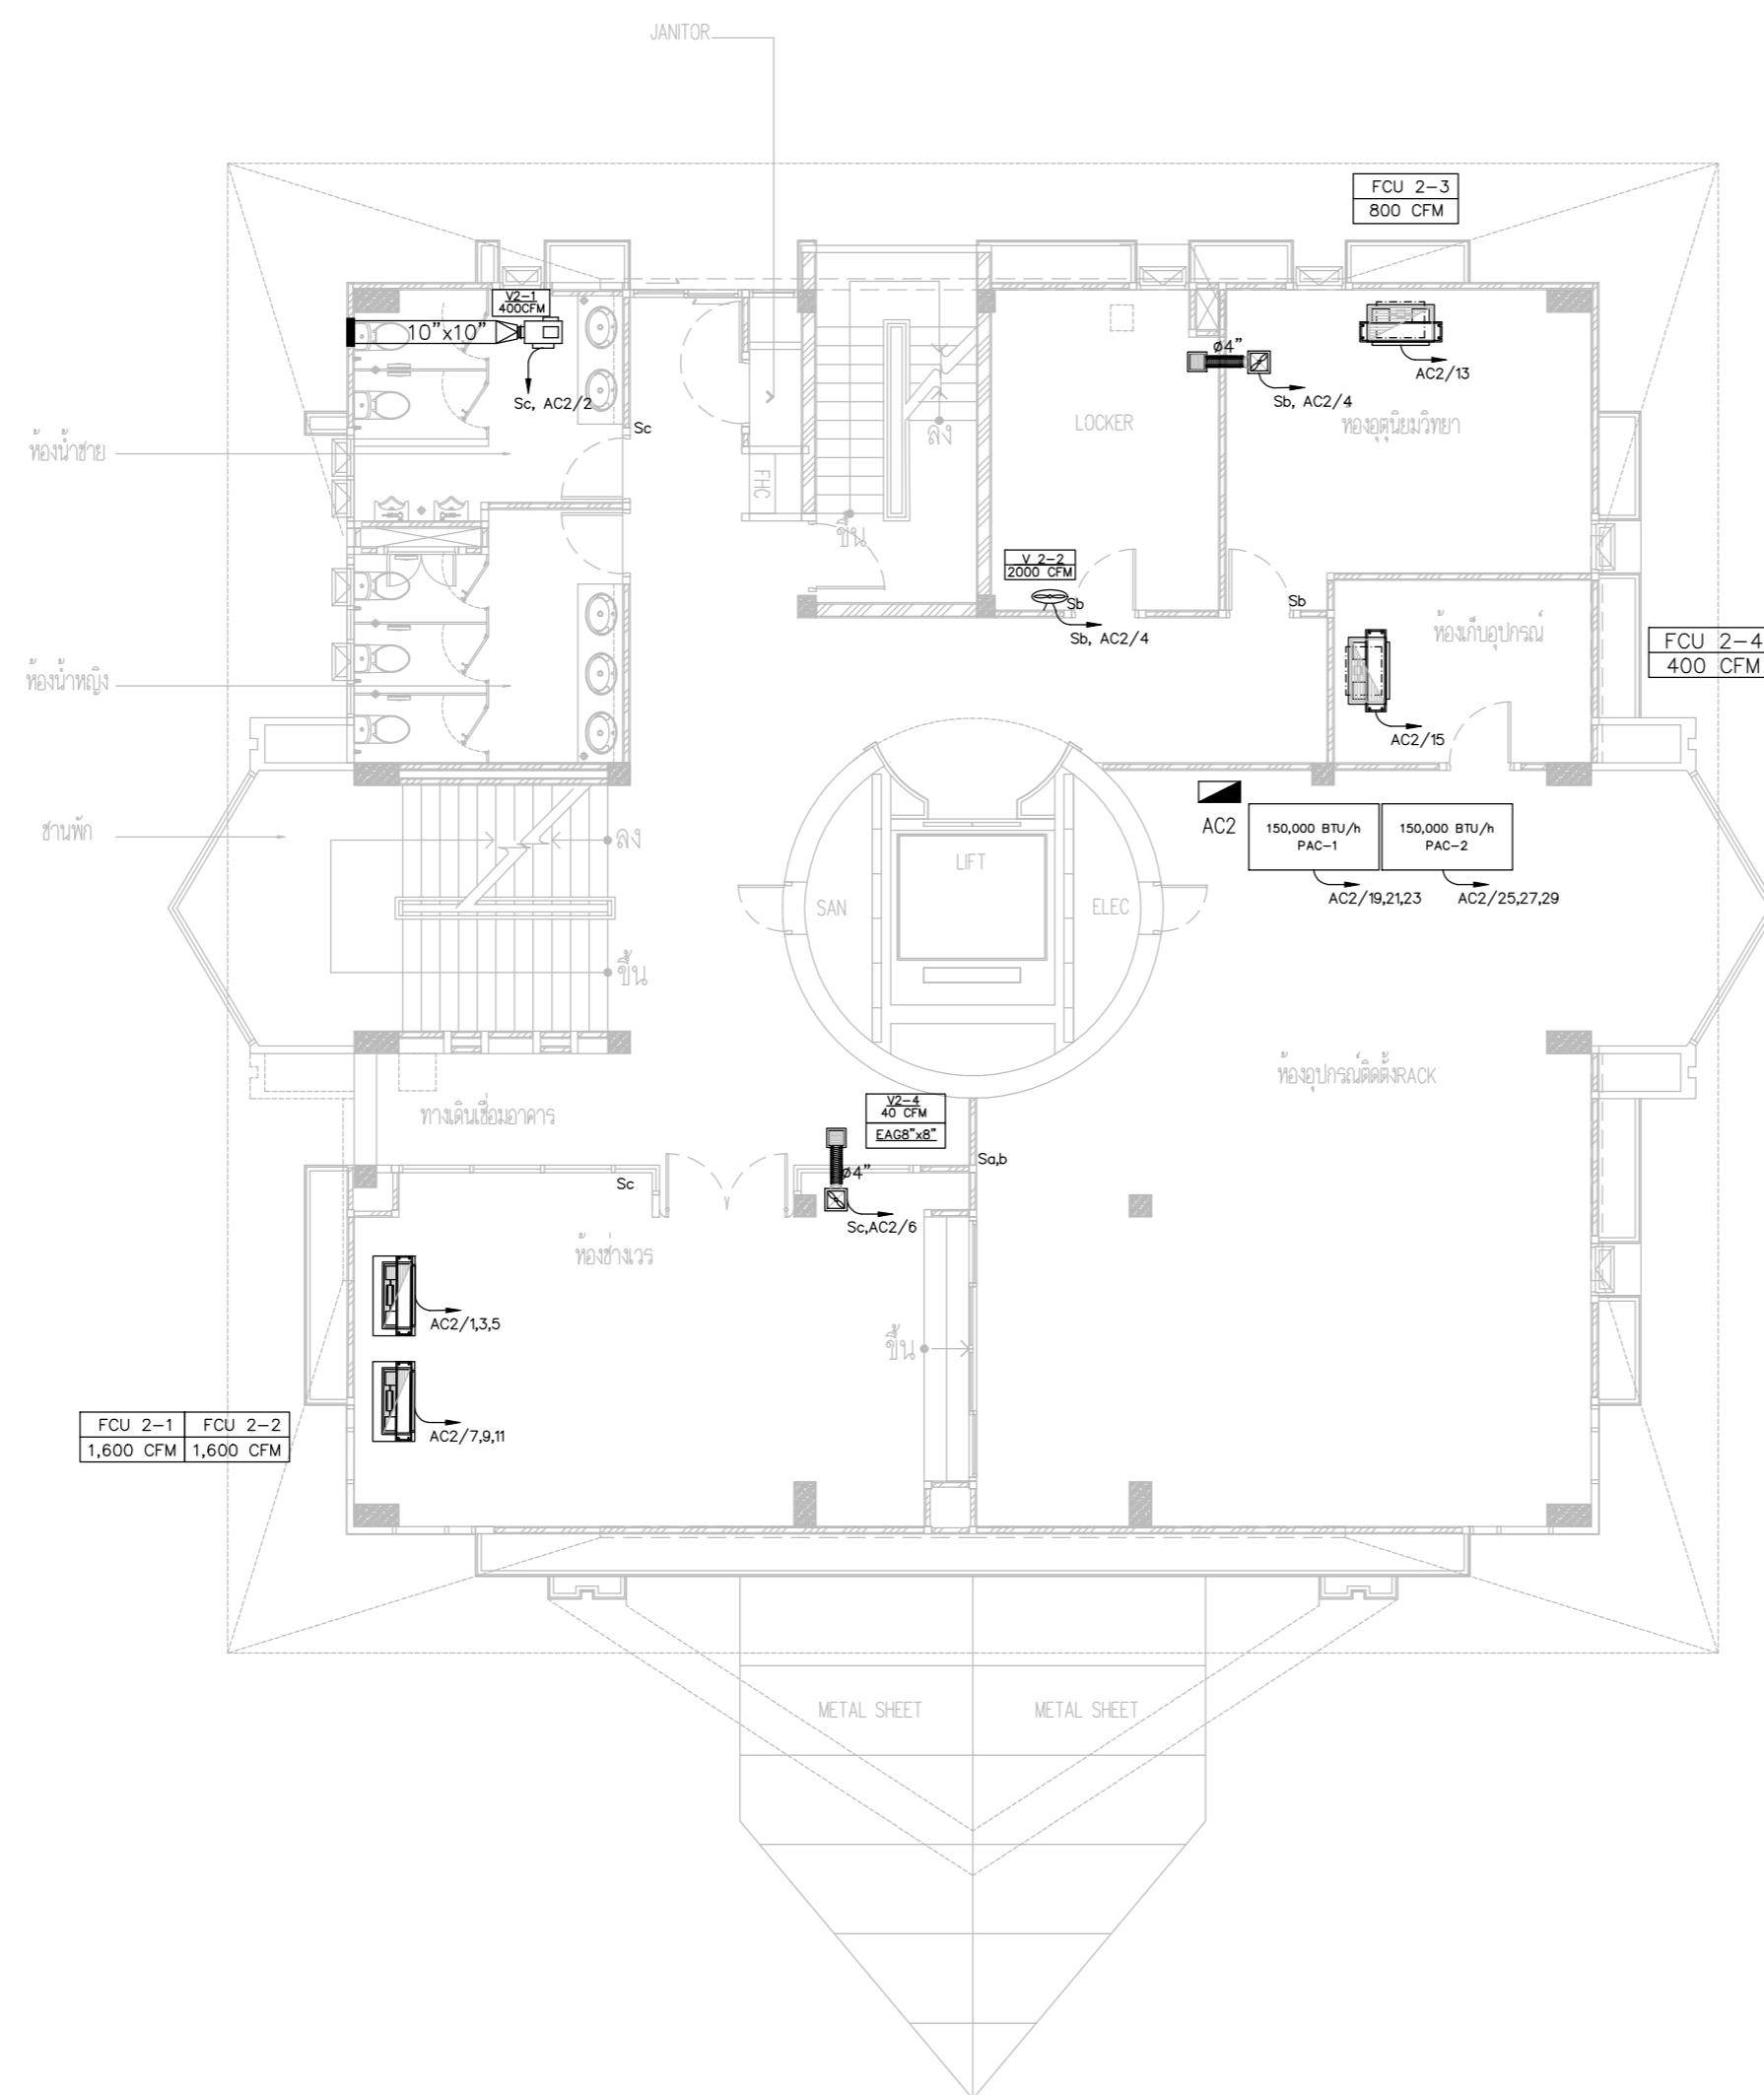 JANITOR
FCU 2-3
800 CFM
V2-1
400CFM
10"x10"
Sc, AC2/2
Sc
ø4"
Sb, AC2/4
AC2/13
LOCKER
ห้องอุตุนิยมวิทยา
ลง
ห้องน้ำชาย
FHC
ขึ้น
V 2-2
2000 CFM
Sb
Sb
Sb, AC2/4
ห้องเก็บอุปกรณ์
FCU 2-4
400 CFM
ห้องน้ำหญิง
AC2/15
AC2
150,000 BTU/h
PAC-1
150,000 BTU/h
PAC-2
ชานพัก
ลง
LIFT
AC2/19,21,23
AC2/25,27,29
SAN
ELEC
ขึ้น
ห้องอุปกรณ์ติดตั้งRACK
V2-4
40 CFM
EAG8"x8"
ทางเดินเชื่อมอาคาร
Sa,b
ø4"
Sc
Sc,AC2/6
ห้องช่างเวร
AC2/1,3,5
ขึ้น
FCU 2-1
FCU 2-2
1,600 CFM
1,600 CFM
AC2/7,9,11
METAL SHEET
METAL SHEET